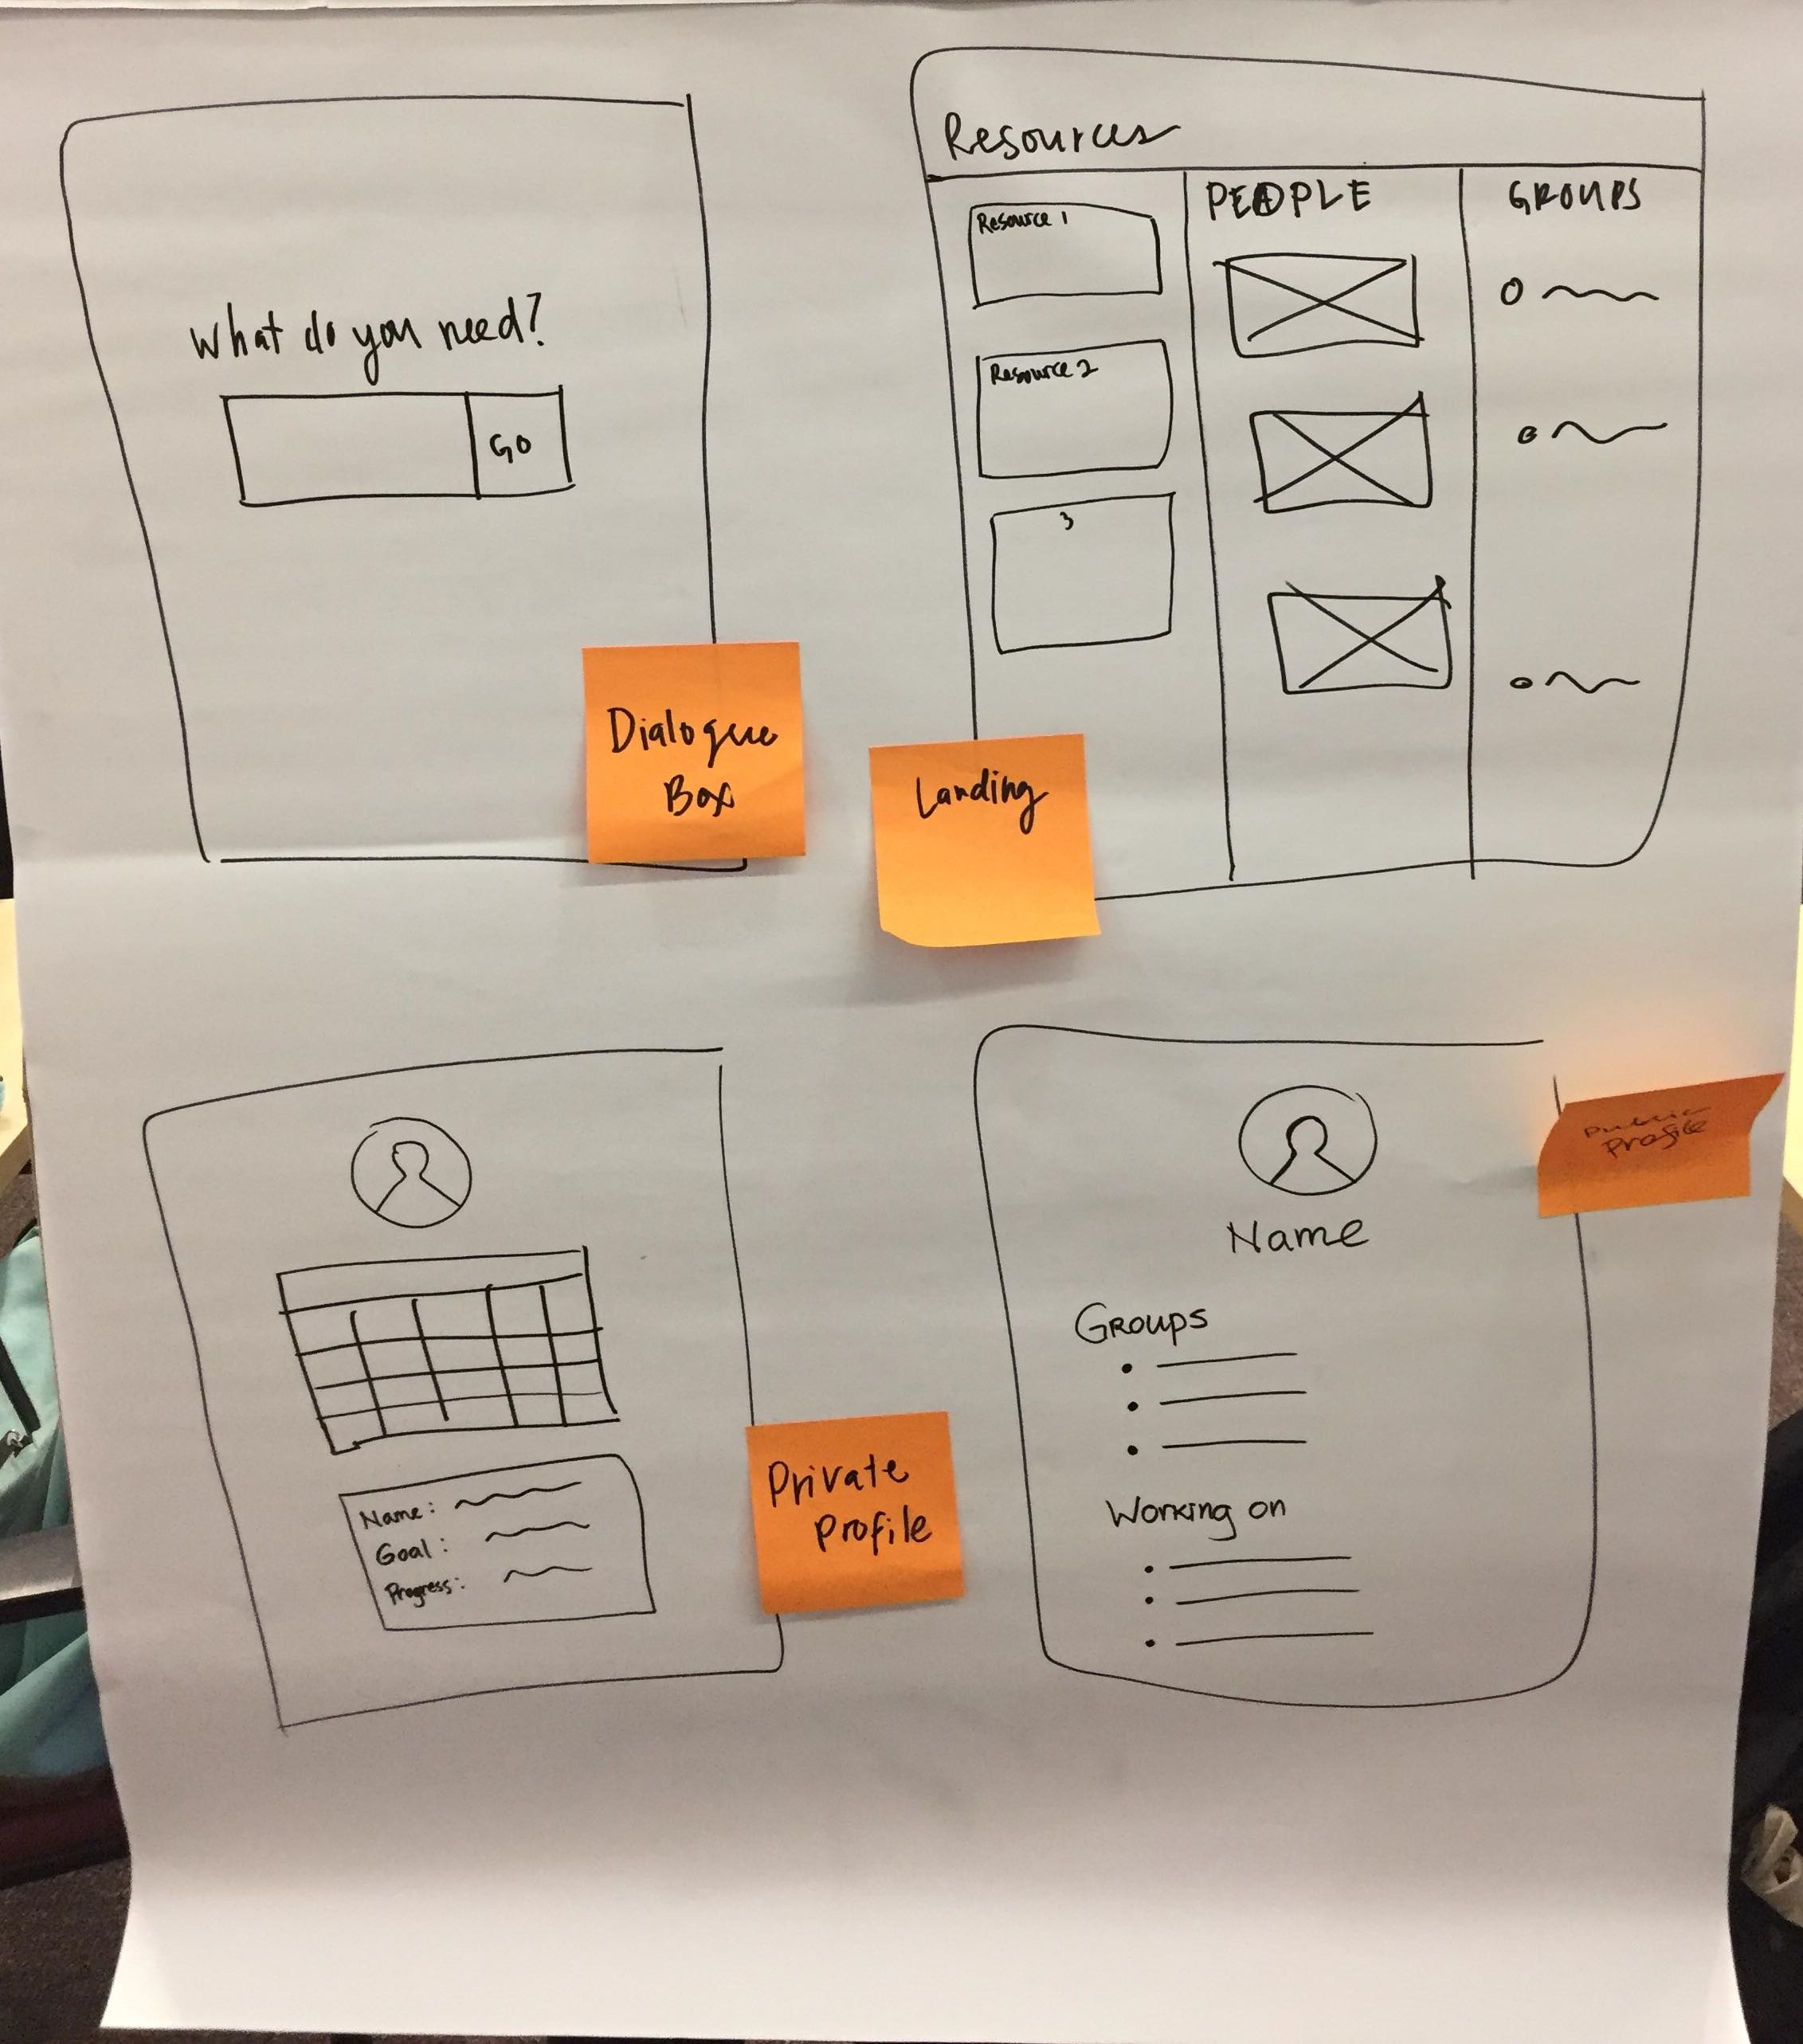 What do you need?
GO
Dialogue
Box
Resources
Resource 1
Resource 2
3
PEOPLE
GROUPS
Landing
Name:
Goal:
Progress:
Private
Profile
Name
Groups
Working on
Public
Profile